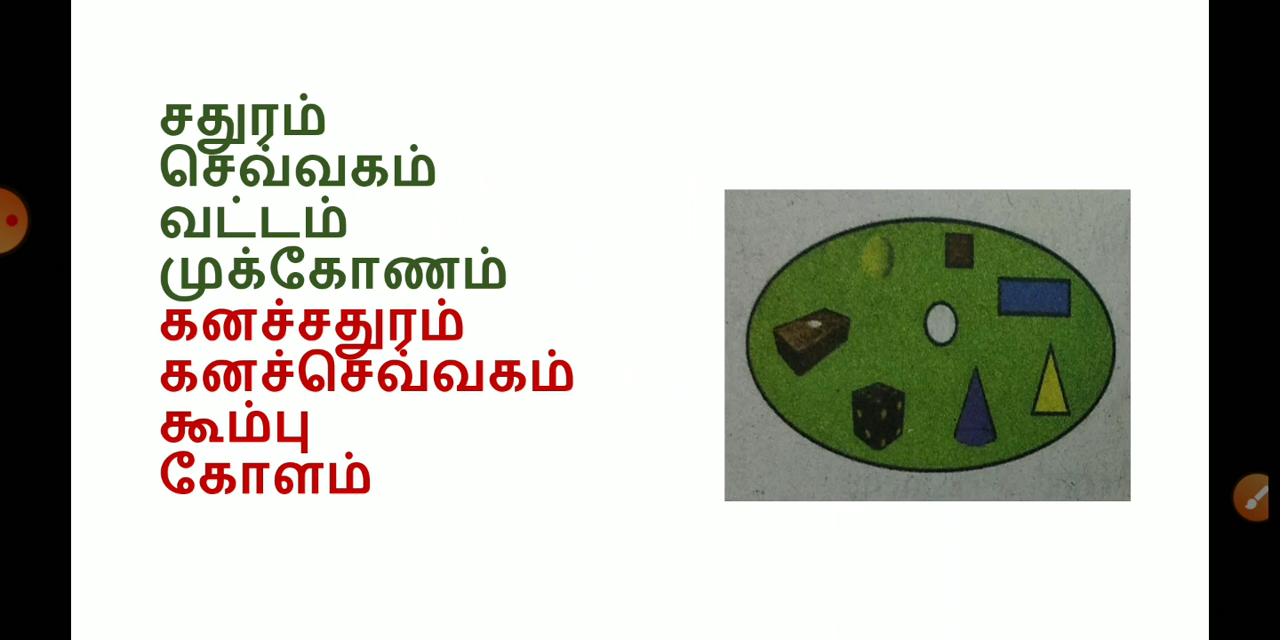 சதுரம்
செவ்வகம்
வட்டம்
முக்கோணம்
கனச்சதுரம்
கனச்செவ்வகம்
கூம்பு
கோளம்